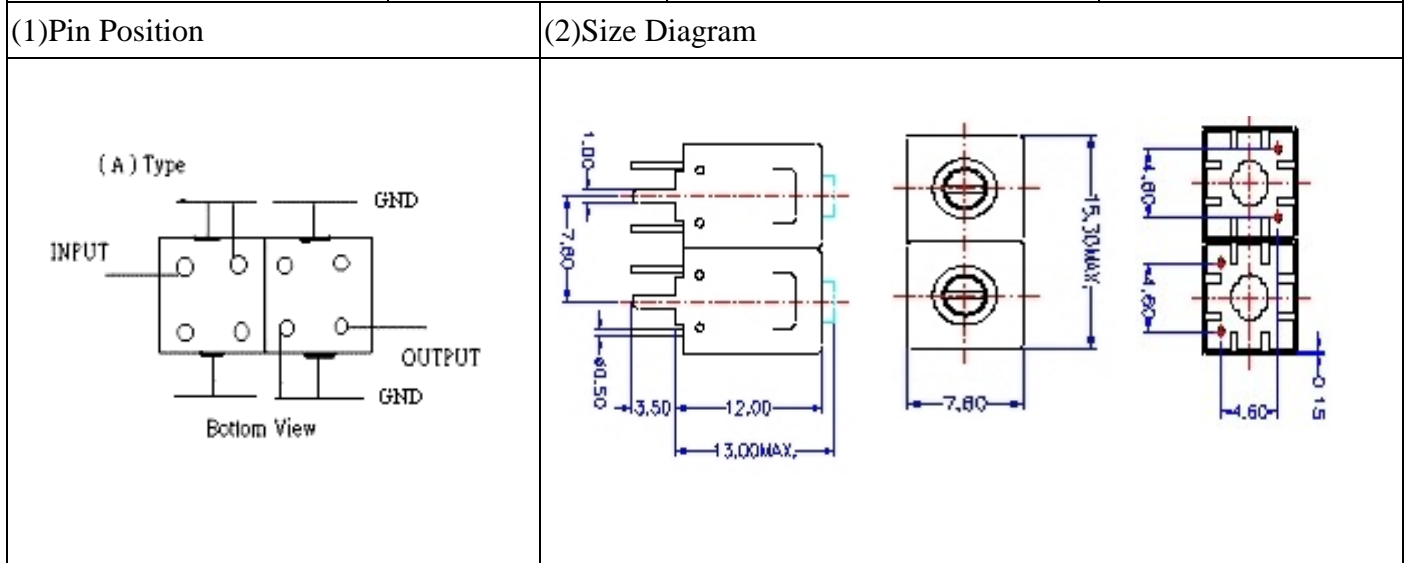 (1)Pin Position
(2)Size Diagram
(A) Type
GND
INPUT
OUTPUT
GND
Bottom View
1.00
7.80
ø0.50
3.50
12.00
13.00MAX.
15.30MAX.
7.80
4.60
4.60
4.60
0.15